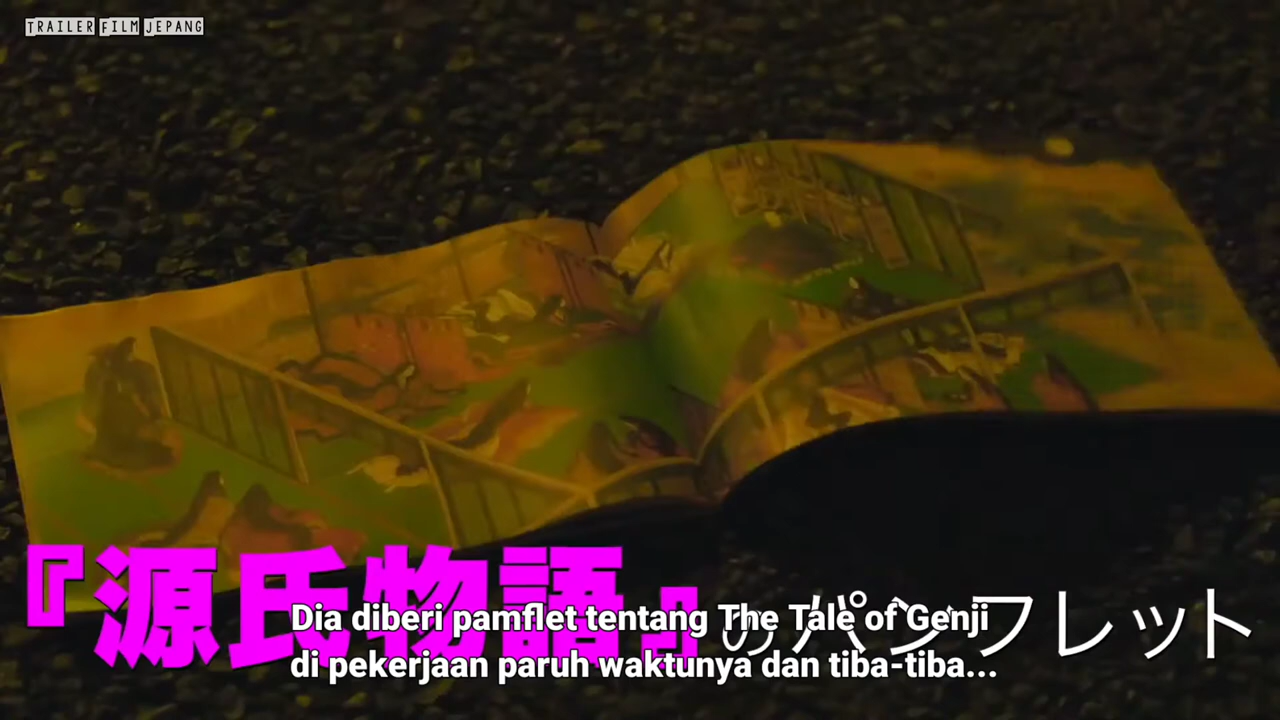 TRAILER FILM JEPANG
『源氏物語』のパンフレット
Dia diberi pamflet tentang The Tale of Genji
di pekerjaan paruh waktunya dan tiba-tiba...